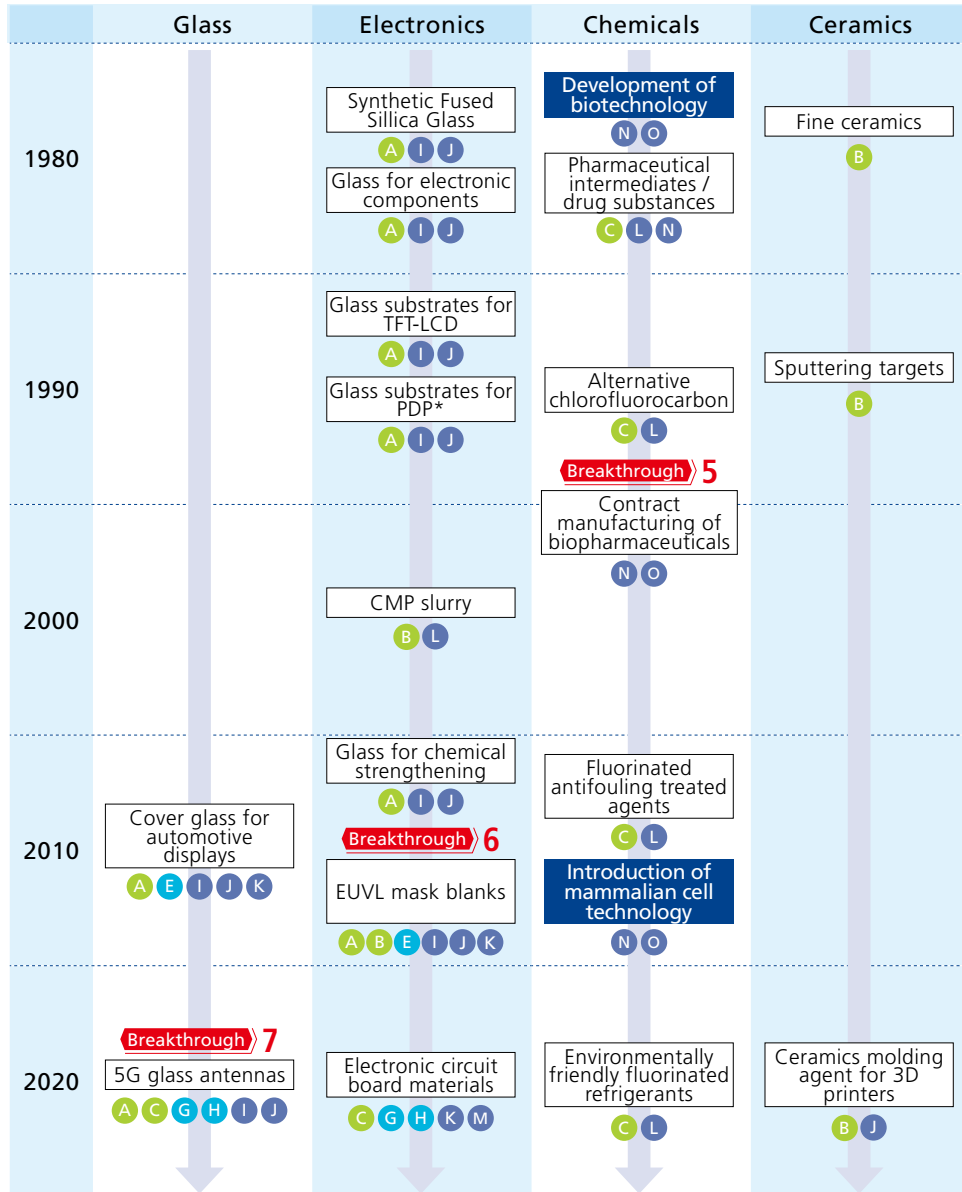 Glass
Electronics
Chemicals
Ceramics
1980
Synthetic Fused
Sillica Glass
A I J
Glass for electronic
components
A I J
Development of
biotechnology
N O
Pharmaceutical
intermediates /
drug substances
C L N
Fine ceramics
B
1990
Glass substrates for
TFT-LCD
A I J
Glass substrates for
PDP*
A I J
Alternative
chlorofluorocarbon
C L
Breakthrough 5
Contract
manufacturing of
biopharmaceuticals
N O
Sputtering targets
B
2000
CMP slurry
B L
2010
Cover glass for
automotive
displays
A E I J K
Glass for chemical
strengthening
A I J
Breakthrough 6
EUVL mask blanks
A B E I J K
Fluorinated
antifouling treated
agents
C L
Introduction of
mammalian cell
technology
N O
2020
Breakthrough 7
5G glass antennas
A C G H I J
Electronic circuit
board materials
C G H K M
Environmentally
friendly fluorinated
refrigerants
C L
Ceramics molding
agent for 3D
printers
B J